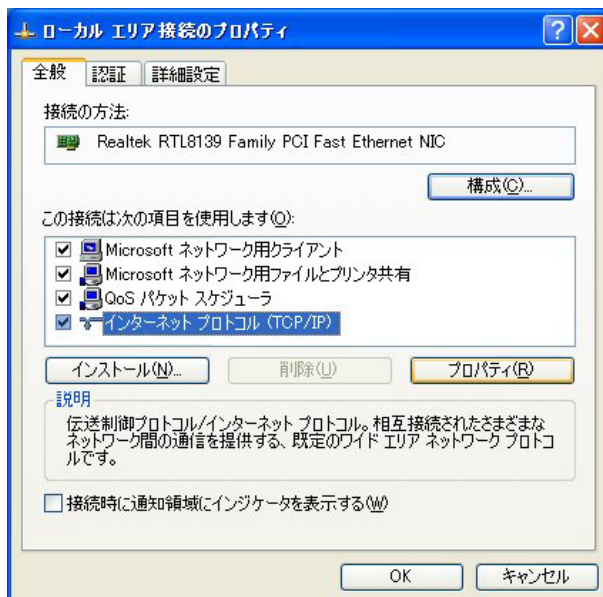 ローカル エリア接続のプロパティ
全般 認証 詳細設定
接続の方法:
Realtek RTL8139 Family PCI Fast Ethernet NIC
構成(C)...
この接続は次の項目を使用します(O):
Microsoft ネットワーク用クライアント
Microsoft ネットワーク用ファイルとプリンタ共有
QoS パケット スケジューラ
インターネット プロトコル (TCP/IP)
インストール(N)... 削除(U) プロパティ(R)
説明
伝送制御プロトコル/インターネット プロトコル。相互接続されたさまざまな
ネットワーク間の通信を提供する、既定のワイド エリア ネットワーク プロトコ
ルです。
接続時に通知領域にインジケータを表示する(W)
OK キャンセル